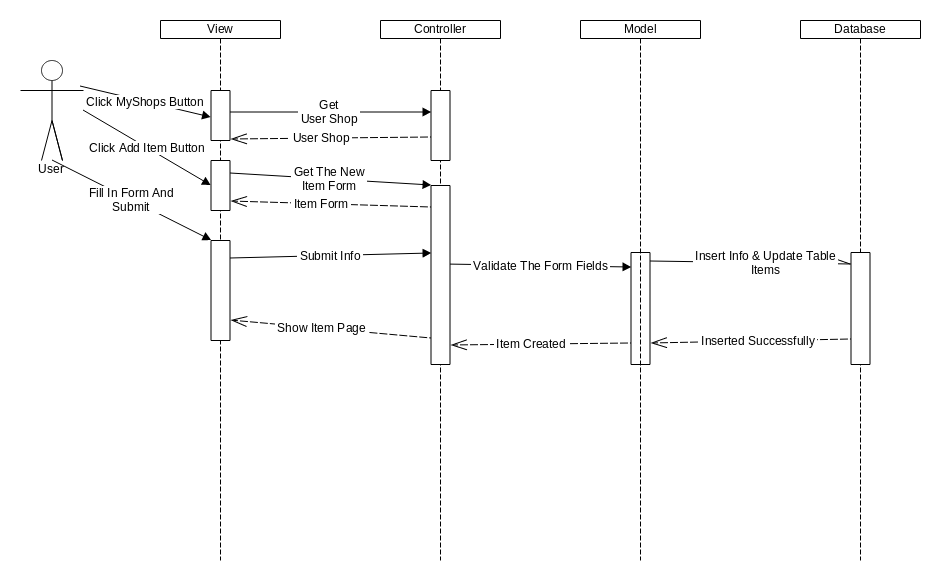 View
Controller
Model
Database
Click MyShops Button
Get
User Shop
User Shop
Click Add Item Button
User
Get The New
Item Form
Item Form
Fill In Form And
Submit
Submit Info
Validate The Form Fields
Insert Info & Update Table
Items
Show Item Page
Item Created
Inserted Successfully